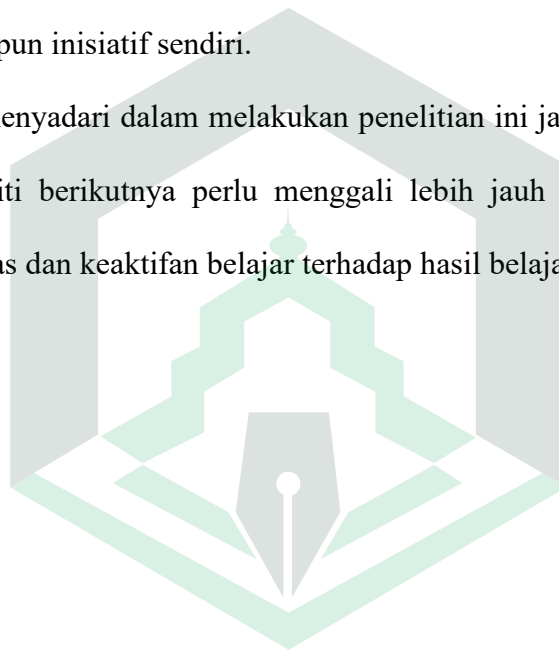 pun inisiatif sendiri.
enyadari dalam melakukan penelitian ini ja
iti berikutnya perlu menggali lebih jauh
as dan keaktifan belajar terhadap hasil belaja